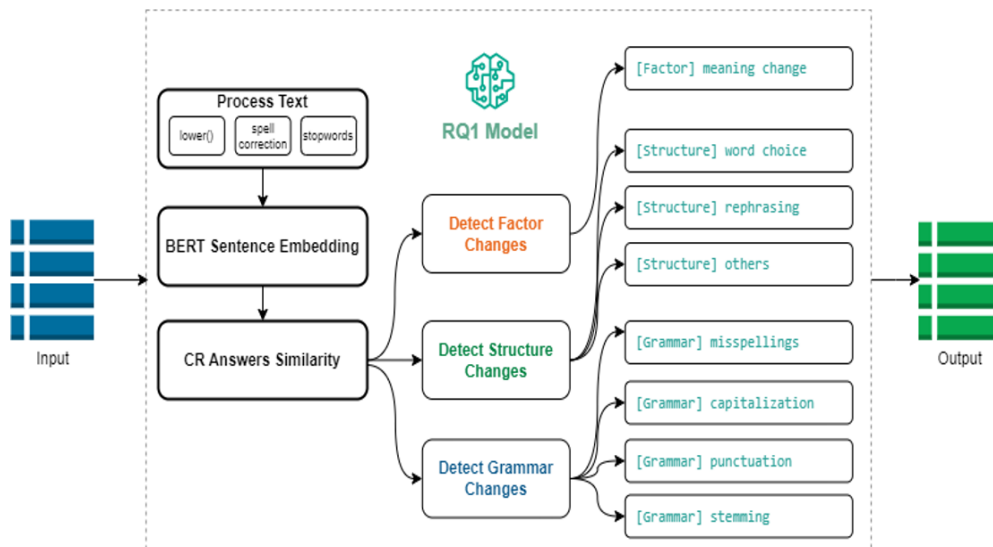 Process Text
lower()
spell
correction
stopwords
BERT Sentence Embedding
CR Answers Similarity
Input
RQ1 Model
Detect Factor
Changes
Detect Structure
Changes
Detect Grammar
Changes
[Factor] meaning change
[Structure] word choice
[Structure] rephrasing
[Structure] others
[Grammar] misspellings
[Grammar] capitalization
[Grammar] punctuation
[Grammar] stemming
Output